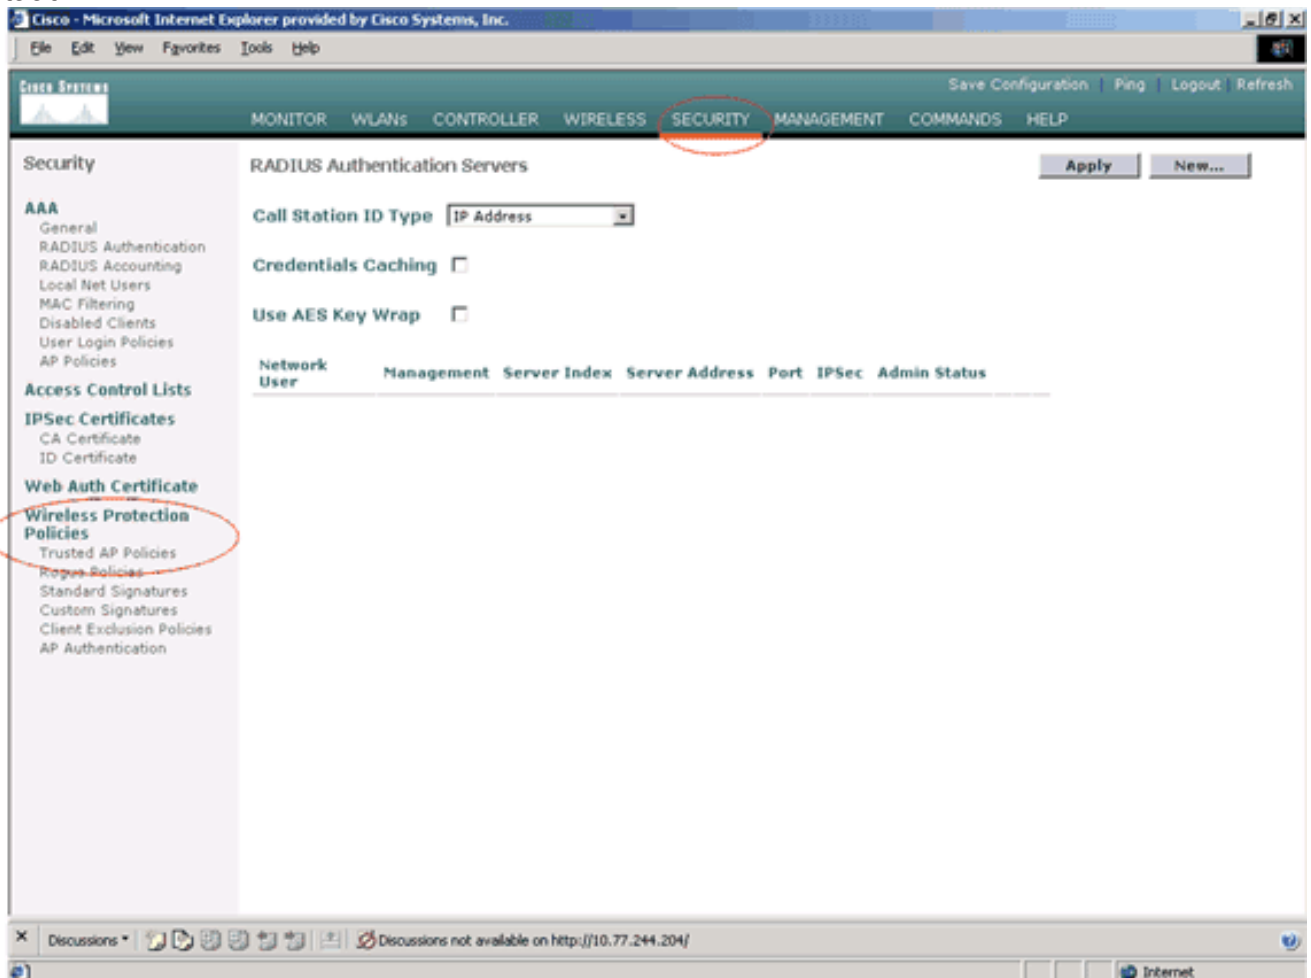 Cisco - Microsoft Internet Explorer provided by Cisco Systems, Inc.
File Edit View Favorites Tools Help
CISCO SYSTEMS
Save Configuration | Ping | Logout | Refresh
MONITOR WLANs CONTROLLER WIRELESS SECURITY MANAGEMENT COMMANDS HELP
Security
AAA
General
RADIUS Authentication
RADIUS Accounting
Local Net Users
MAC Filtering
Disabled Clients
User Login Policies
AP Policies
Access Control Lists
IPSec Certificates
CA Certificate
ID Certificate
Web Auth Certificate
Wireless Protection
Policies
Trusted AP Policies
Rogue Policies
Standard Signatures
Custom Signatures
Client Exclusion Policies
AP Authentication
RADIUS Authentication Servers
Apply New...
Call Station ID Type IP Address
Credentials Caching
Use AES Key Wrap
Network
User Management Server Index Server Address Port IPSec Admin Status
Discussions Discussions not available on http://10.77.244.204/
Internet